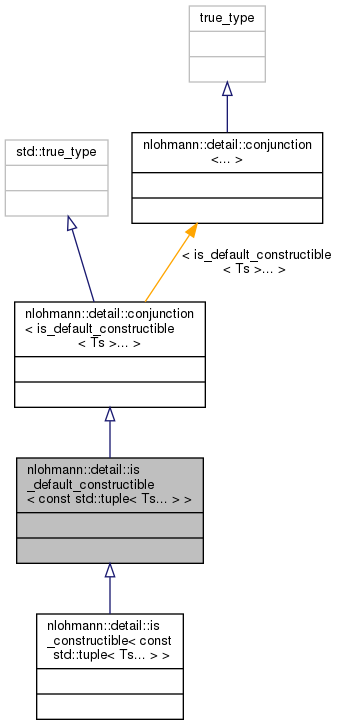 true_type
std::true_type
nlohmann::detail::conjunction
<... >
< is_default_constructible
< Ts >... >
nlohmann::detail::conjunction
< is_default_constructible
< Ts >... >
nlohmann::detail::is
_default_constructible
< const std::tuple< Ts... > >
nlohmann::detail::is
_constructible< const
std::tuple< Ts... > >